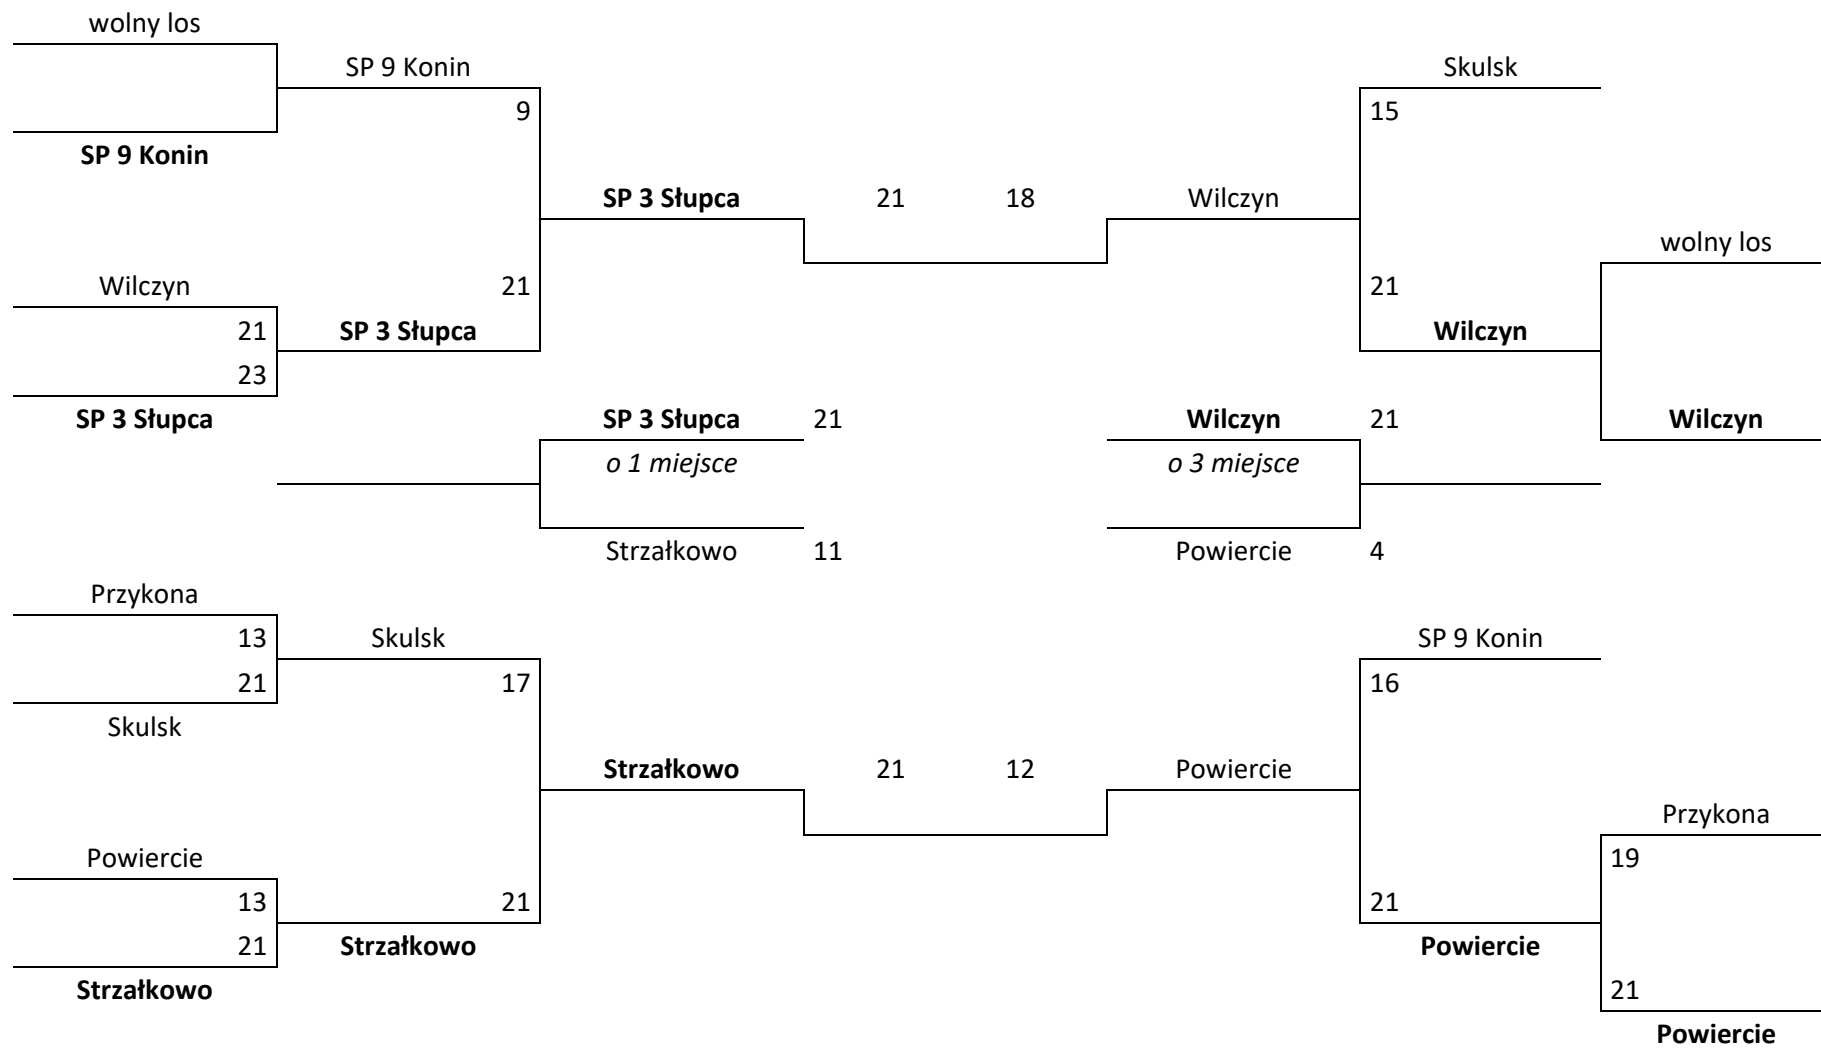 wolny los
SP 9 Konin Skulsk
9 15
SP 9 Konin
SP 3 Słupca 21 18 Wilczyn
wolny los
Wilczyn 21 21
21 SP 3 Słupca Wilczyn
23
SP 3 Słupca SP 3 Słupca 21 Wilczyn 21 Wilczyn
o 1 miejsce o 3 miejsce
Strzałkowo 11 Powiercie 4
Przykona
13 Skulsk SP 9 Konin
21 17 16
Skulsk
Strzałkowo 21 12 Powiercie
Przykona
Powiercie 19
13 21 21
21 Strzałkowo Powiercie
Strzałkowo 21
Powiercie